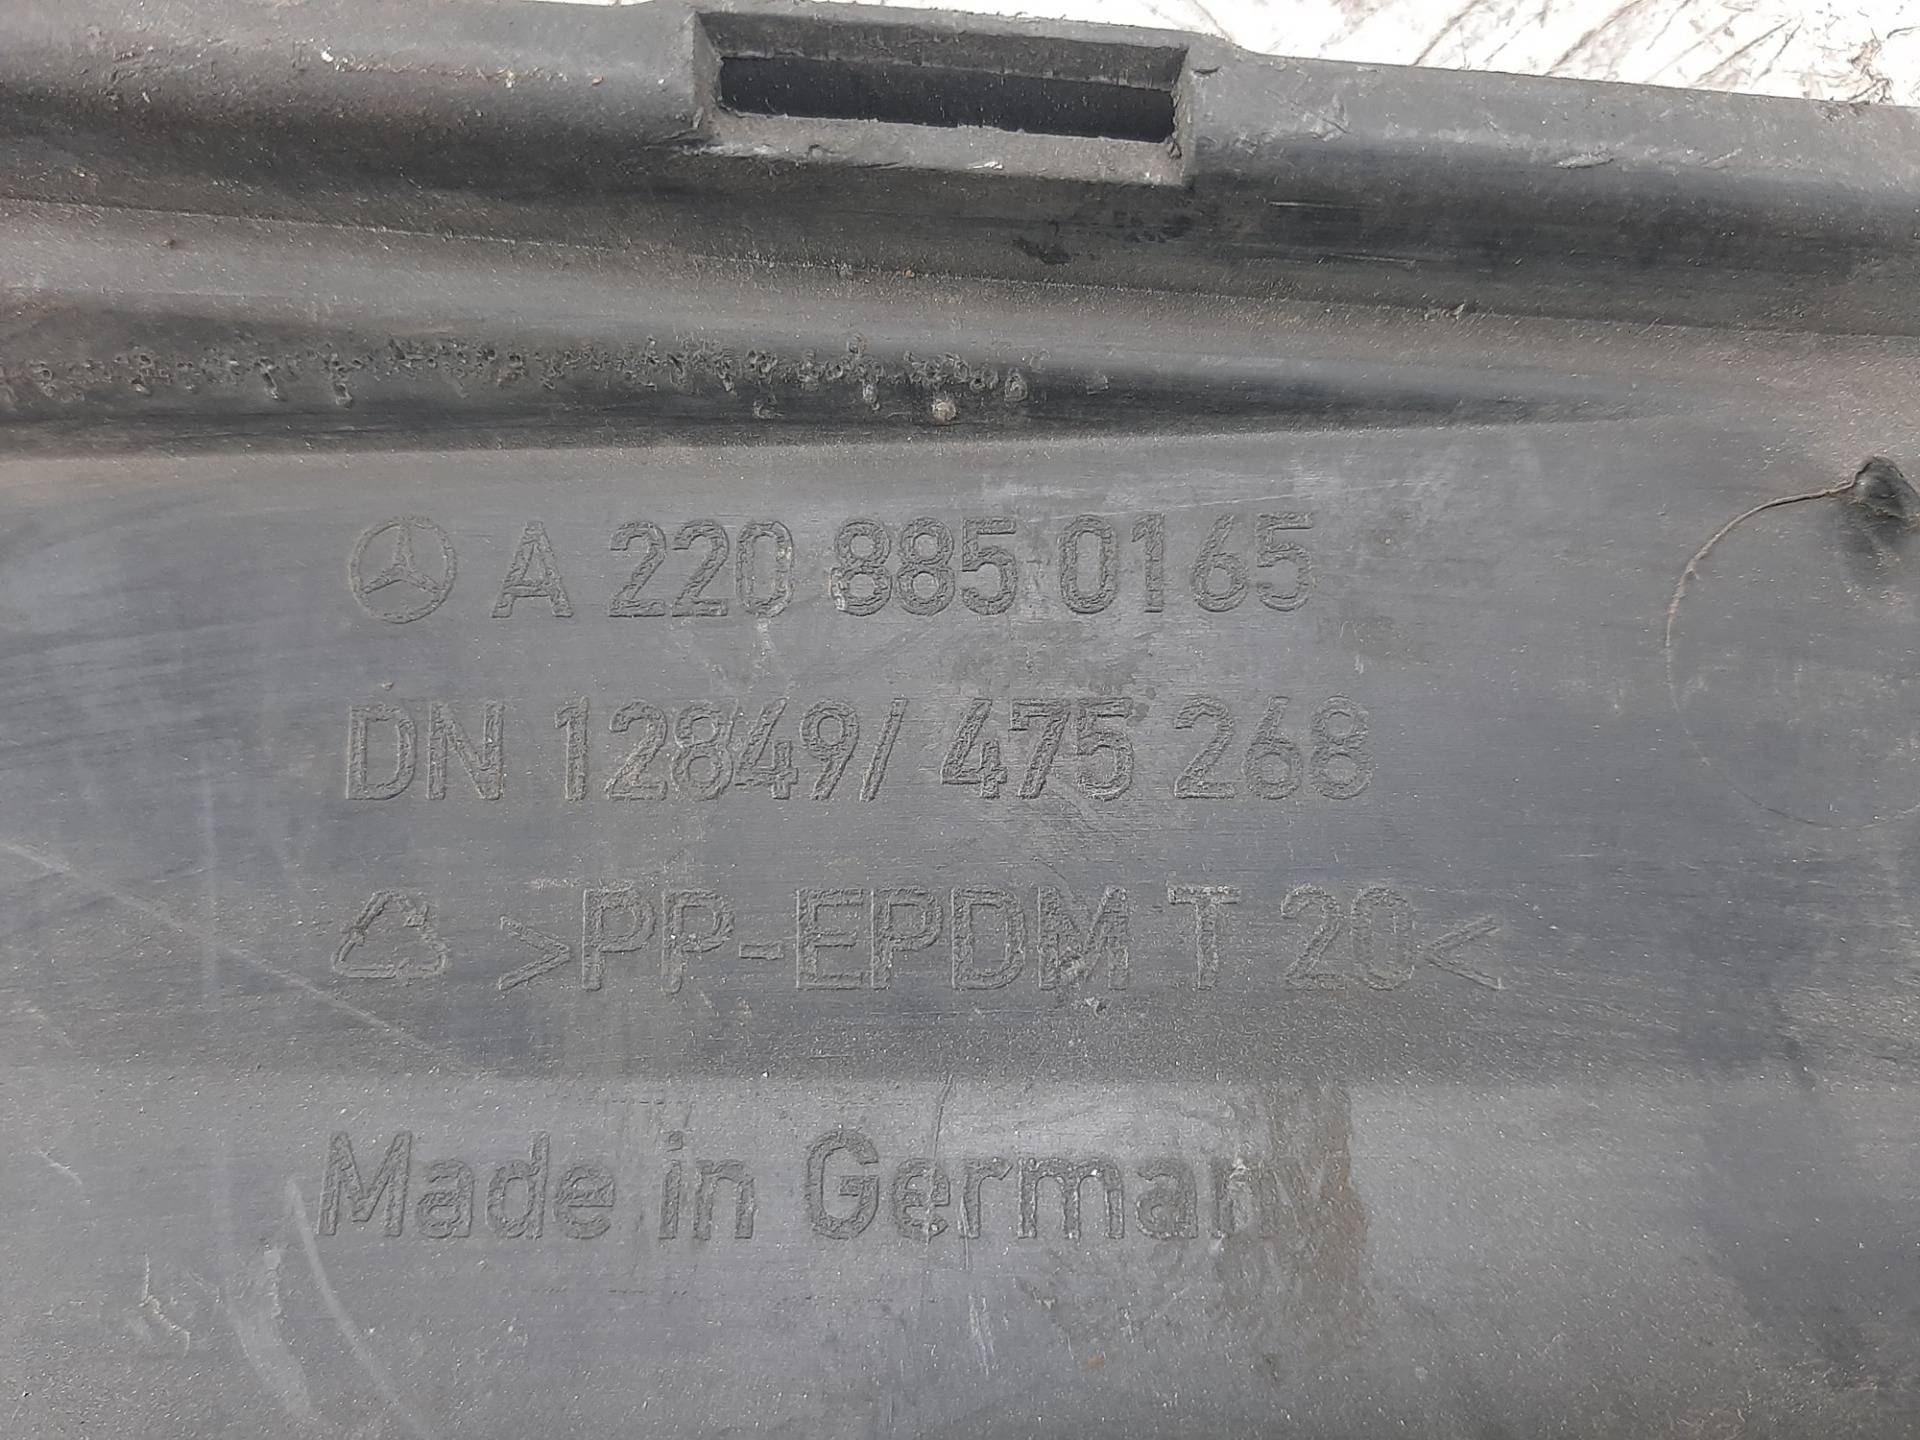 A 220 885 0165
DN 12849/ 475 268
>PP-EPDM T 20<
Made in Germany